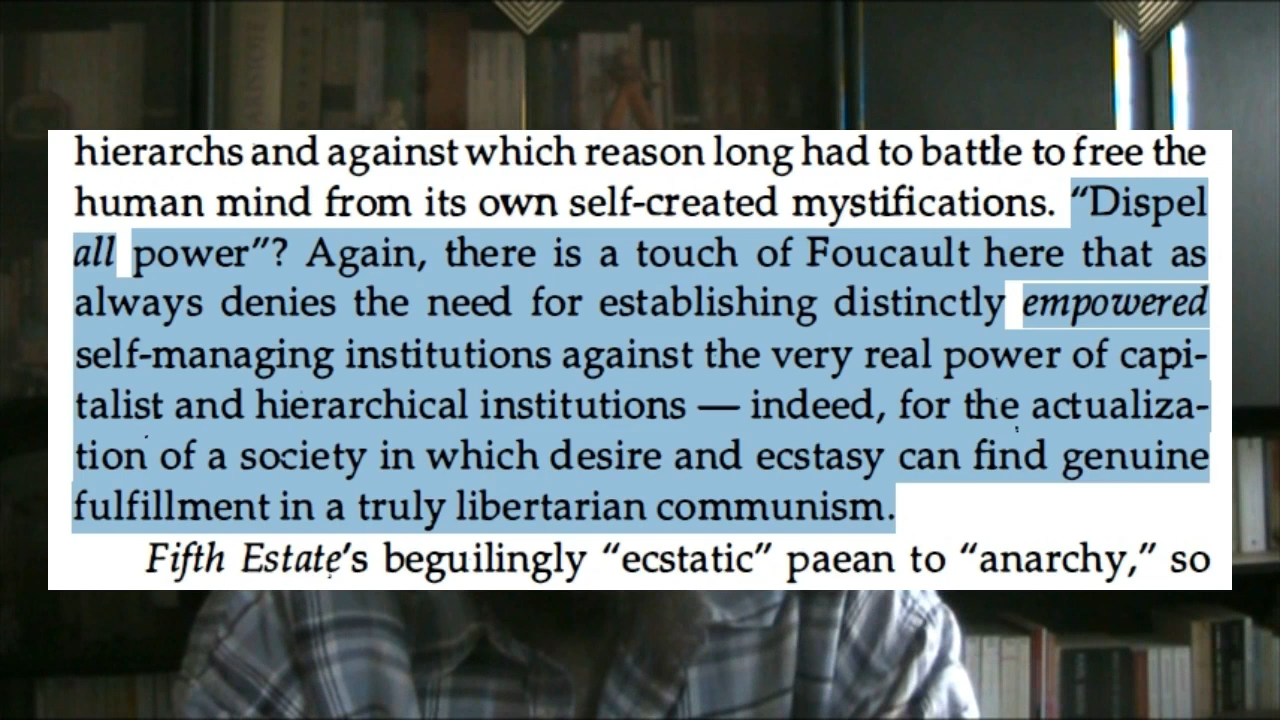 hierarchs and against which reason long had to battle to free the
human mind from its own self-created mystifications. “Dispel
all power”? Again, there is a touch of Foucault here that as
always denies the need for establishing distinctly empowered
self-managing institutions against the very real power of capi-
talist and hierarchical institutions — indeed, for the actualiza-
tion of a society in which desire and ecstasy can find genuine
fulfillment in a truly libertarian communism.
Fifth Estate’s beguilingly “ecstatic” paean to “anarchy,” so